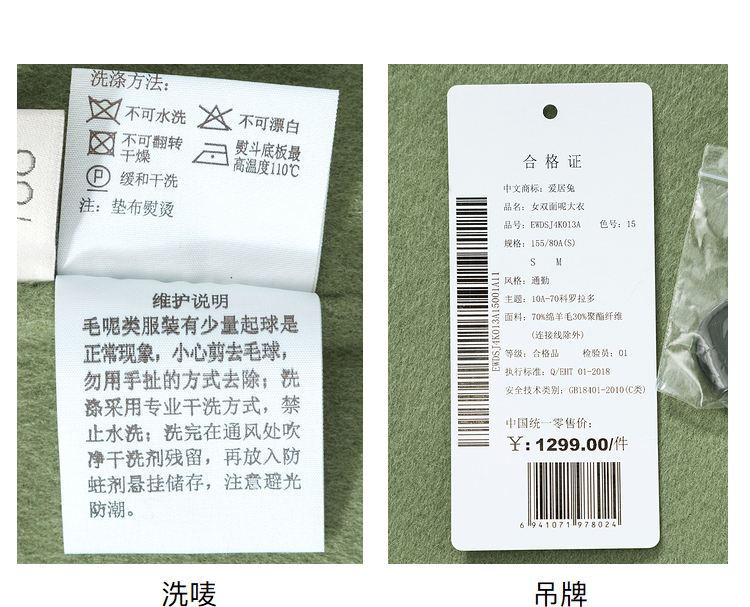 洗涤方法:
不可水洗
不可漂白
不可翻转
干燥
熨斗底板最
高温度110℃
P
缓和干洗
注: 垫布熨烫
维护说明
毛呢类服装有少量起球是
正常现象, 小心剪去毛球,
勿用手扯的方式去除; 洗
涤采用专业干洗方式, 禁
止水洗; 洗完在通风处吹
净干洗剂残留, 再放入防
蛀剂悬挂储存, 注意避光
防潮。
洗唛
合格证
中文商标: 爱居兔
品名: 女双面呢大衣
品号: EWDSJ4K013A 色号: 15
规格: 155/80A(S)
S M
风格: 通勤
主题: 10A-70科罗拉多
面料: 70%绵羊毛30%聚酯纤维
(连接线除外)
等级: 合格品 检验员: 01
执行标准: Q/EHT 01-2018
安全技术类别: GB18401-2010(C类)
中国统一零售价:
¥: 1299.00/件
EWDSJ4K013A15001A11
6 941071 978024
吊牌